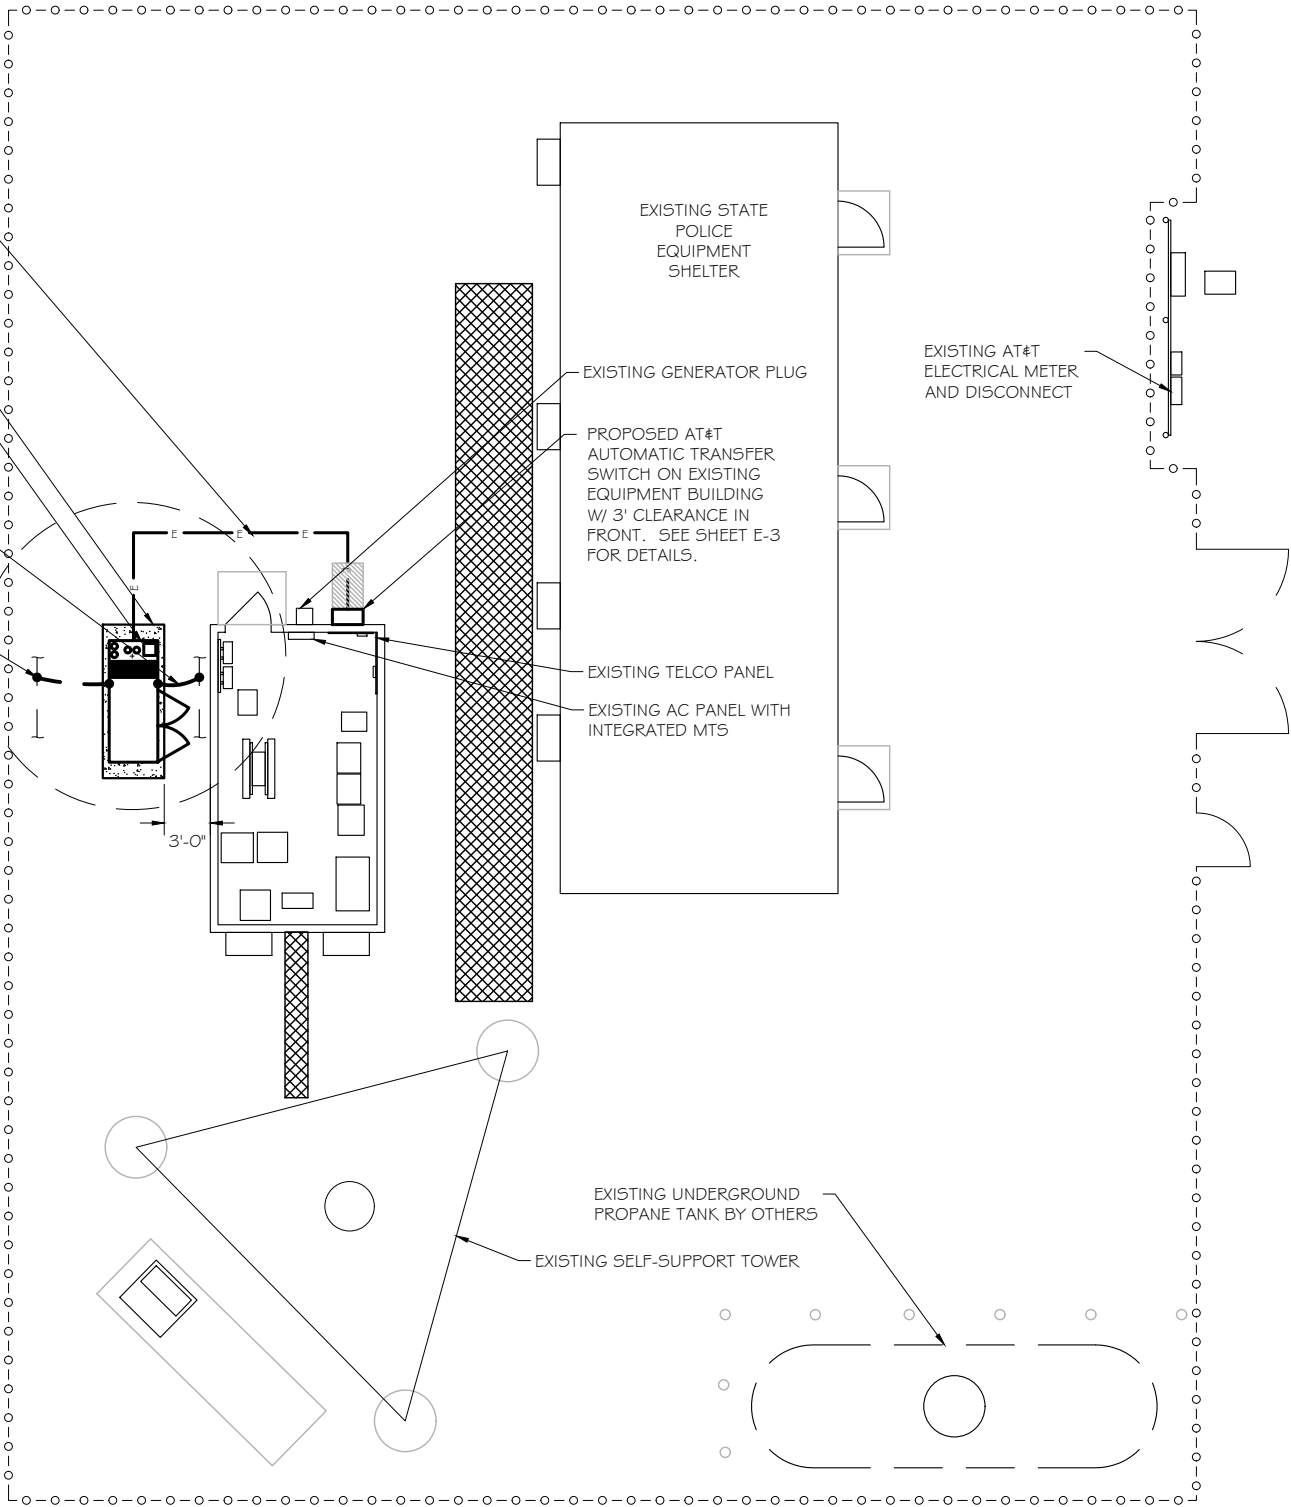 EXISTING STATE
POLICE
EQUIPMENT
SHELTER
EXISTING AT&T
ELECTRICAL METER
AND DISCONNECT
EXISTING GENERATOR PLUG
PROPOSED AT&T
AUTOMATIC TRANSFER
SWITCH ON EXISTING
EQUIPMENT BUILDING
W/ 3' CLEARANCE IN
FRONT. SEE SHEET E-3
FOR DETAILS.
E
E
E
E
EXISTING TELCO PANEL
EXISTING AC PANEL WITH
INTEGRATED MTS
3'-0"
EXISTING UNDERGROUND
PROPANE TANK BY OTHERS
EXISTING SELF-SUPPORT TOWER